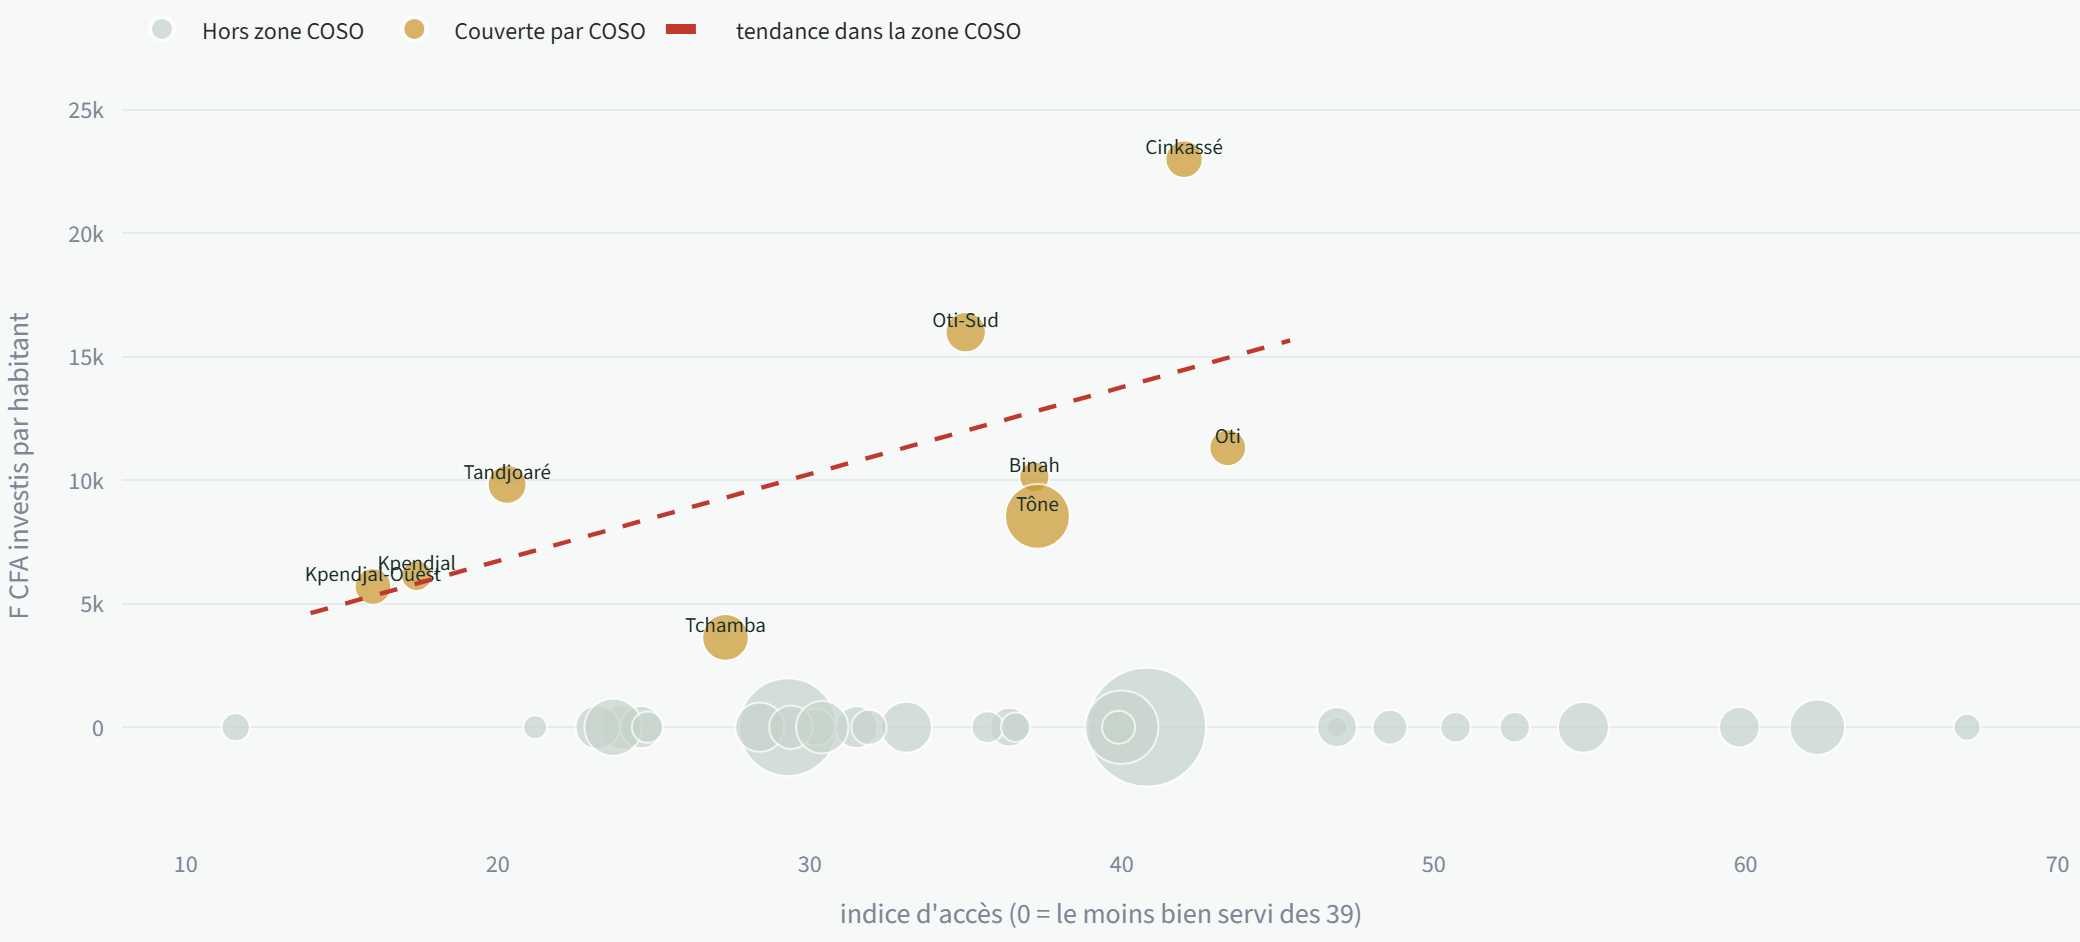 Hors zone COSO
Couverte par COSO
tendance dans la zone COSO
25k
20k
15k
10k
5k
0
F CFA investis par habitant
Cinkassé
Oti-Sud
Oti
Binah
Tône
Tandjoaré
Kpendjal
Kpendjal-Ouest
Tchamba
10
20
30
40
50
60
70
indice d'accès (0 = le moins bien servi des 39)